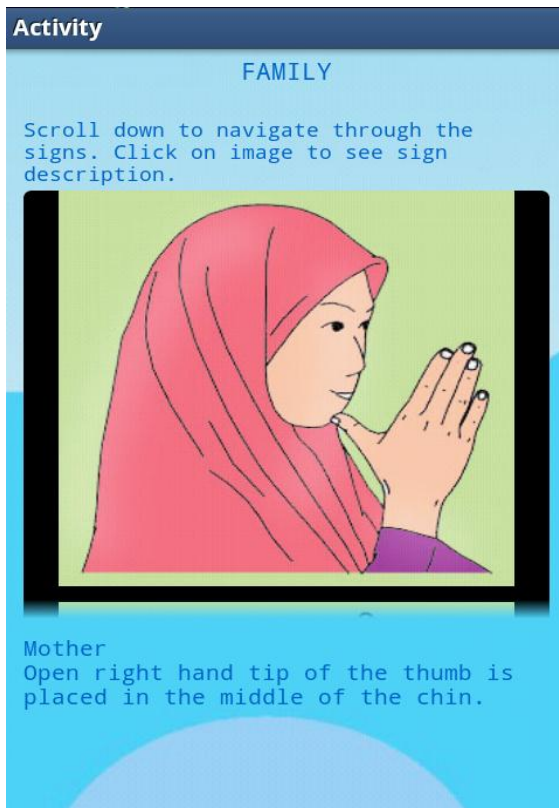 Activity
FAMILY
Scroll down to navigate through the
signs. Click on image to see sign
description.
Mother
Open right hand tip of the thumb is
placed in the middle of the chin.